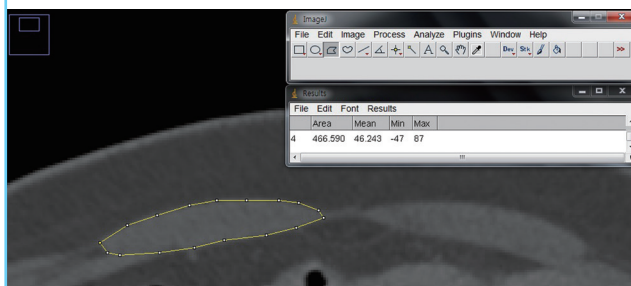 ImageJ
File Edit Image Process Analyze Plugins Window Help
A Dev Stk >>
Results
File Edit Font Results
Area Mean Min Max
4 466.590 46.243 -47 87